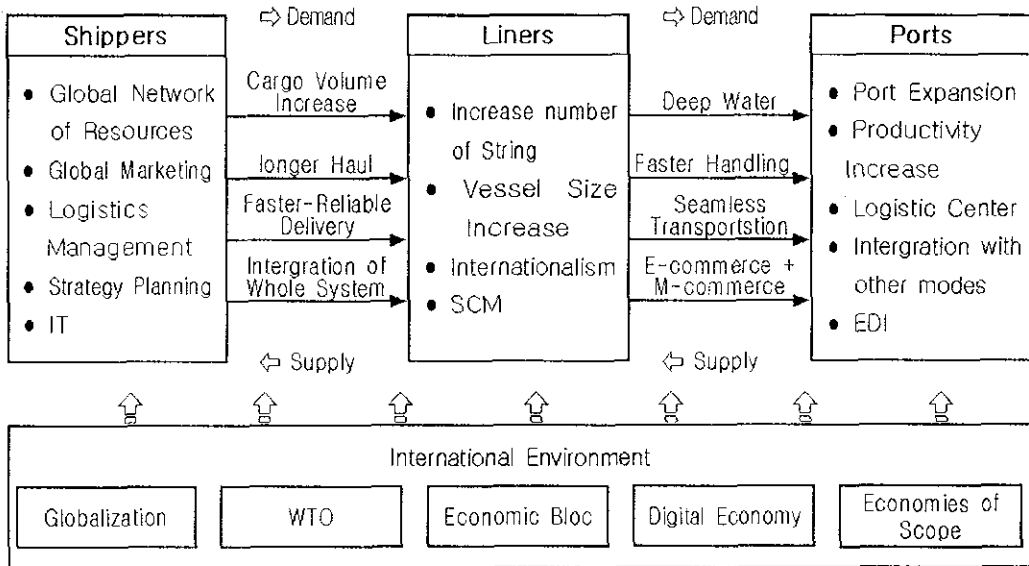 ⇨ Demand
⇨ Demand
Shippers
Liners
Ports
• Global Network
of Resources
• Global Marketing
• Logistics
Management
• Strategy Planning
• IT
Cargo Volume
Increase
longer Haul
Faster-Reliable
Delivery
Intergration of
Whole System
• Increase number
of String
• Vessel Size
Increase
• Internationalism
• SCM
Deep Water
Faster Handling
Seamless
Transportstion
E-commerce +
M-commerce
• Port Expansion
• Productivity
Increase
• Logistic Center
• Intergration with
other modes
• EDI
⇦ Supply
⇦ Supply
International Environment
Globalization
WTO
Economic Bloc
Digital Economy
Economies of
Scope